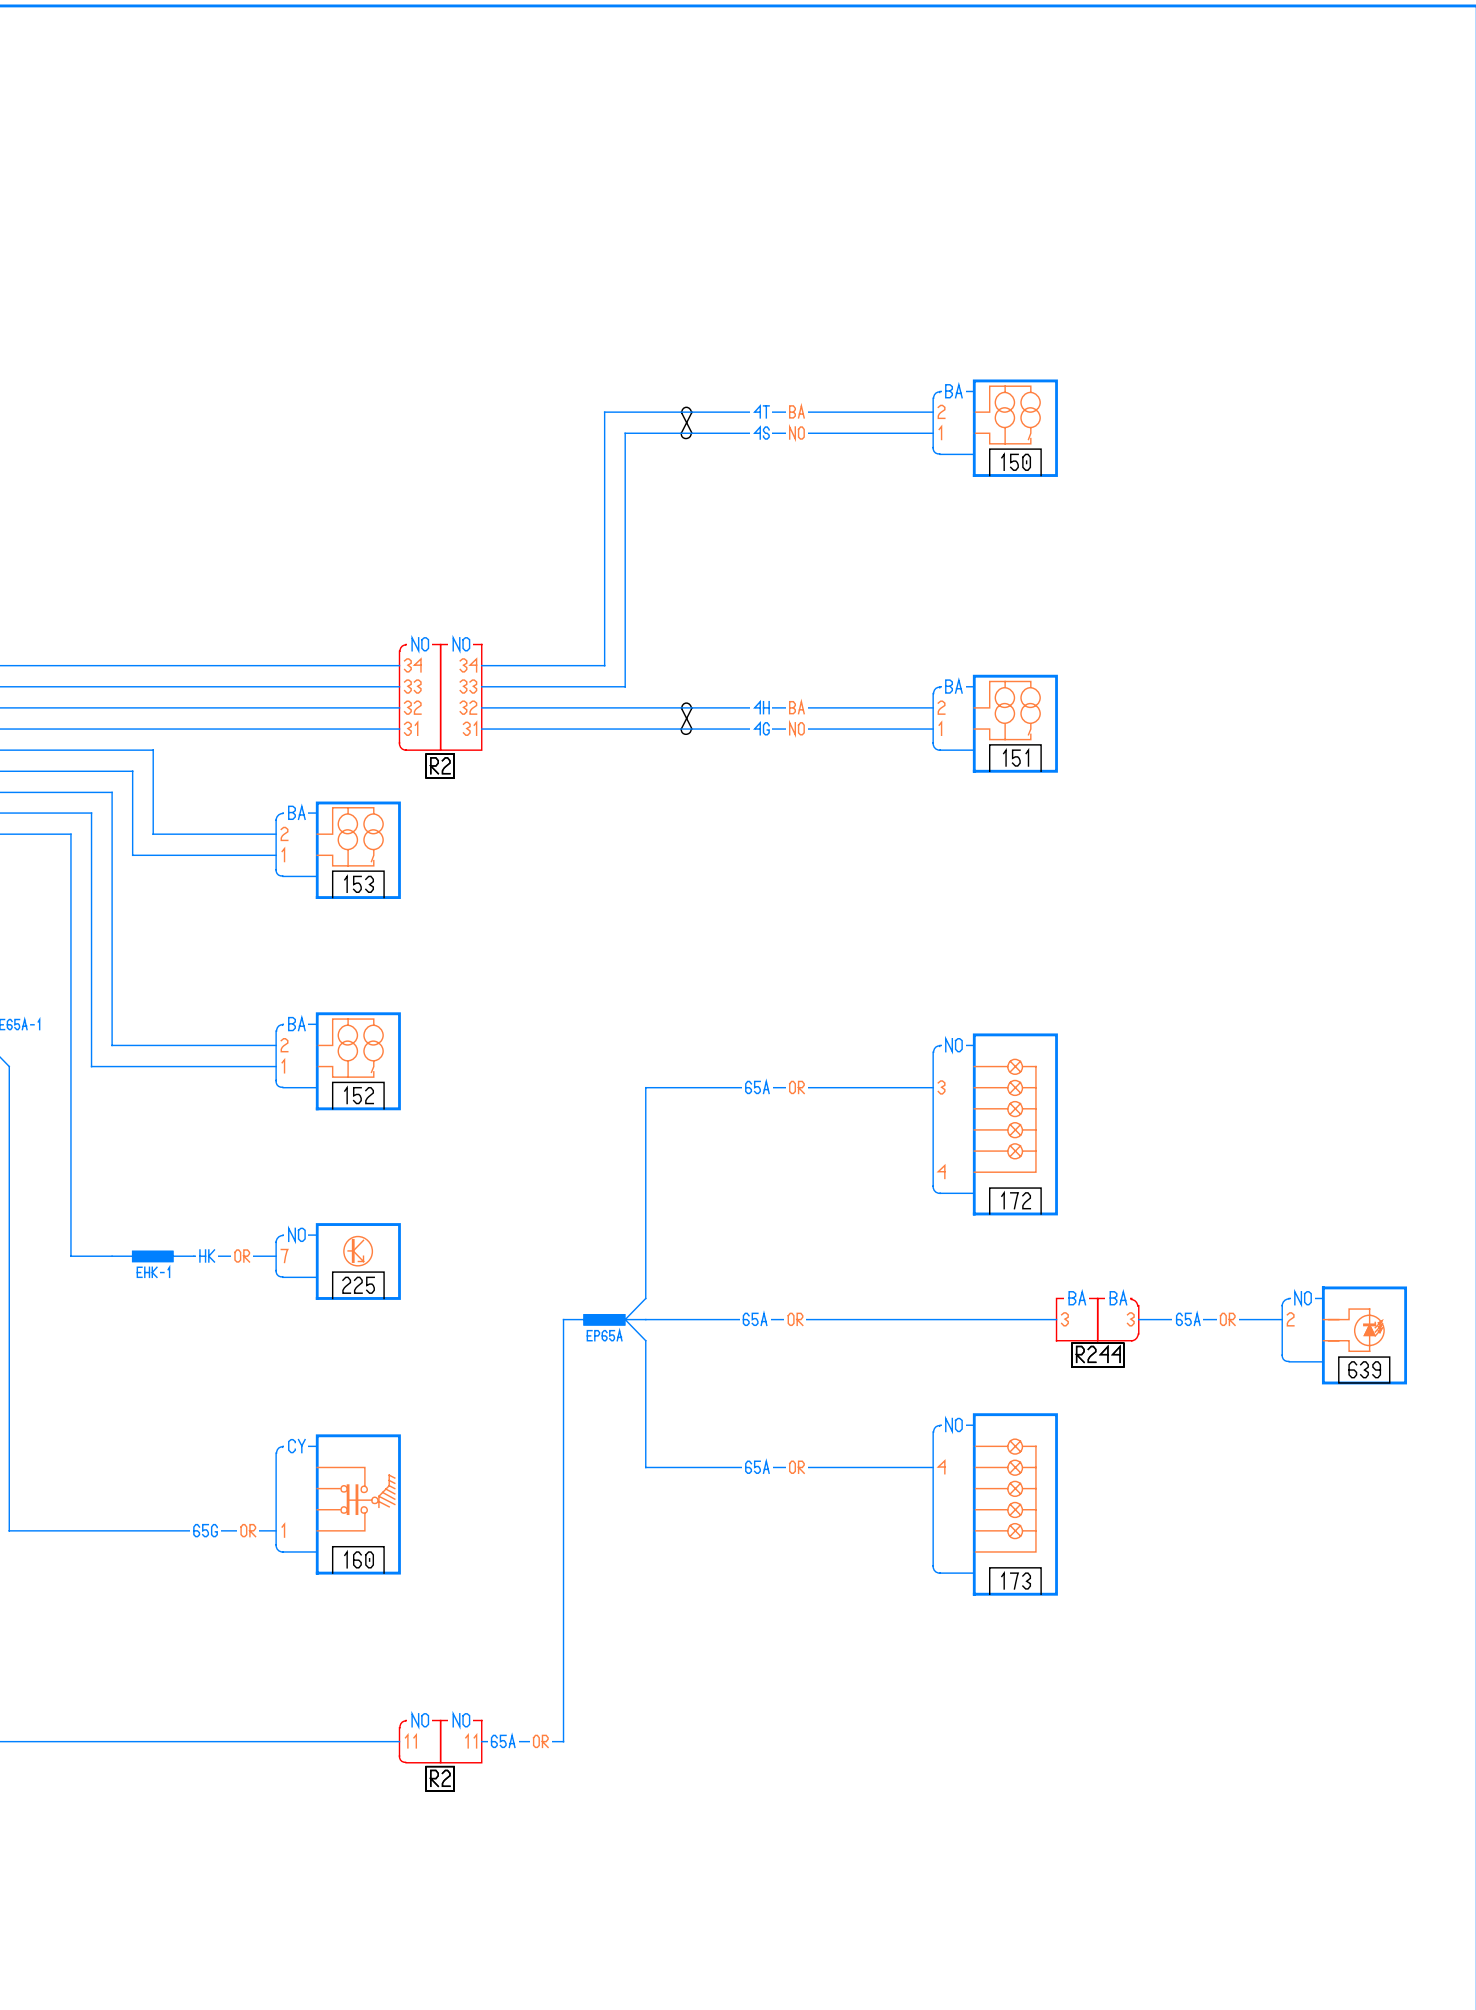 BA
2 4T BA
1 4S NO
150
NO NO
34 34
33 33
32 32 4H BA 2
31 31 4G NO 1
BA
151
R2
BA
2
1
153
E65A-1
BA
2
1
152
NO
65A OR 3
4
172
NO
HK OR 7
EHK-1
225
BA BA
65A OR 3 3 65A OR 2
NO
EP65A
R244
639
NO
65A OR 4
173
CY
65G OR 1
160
NO NO
11 11 65A OR
R2